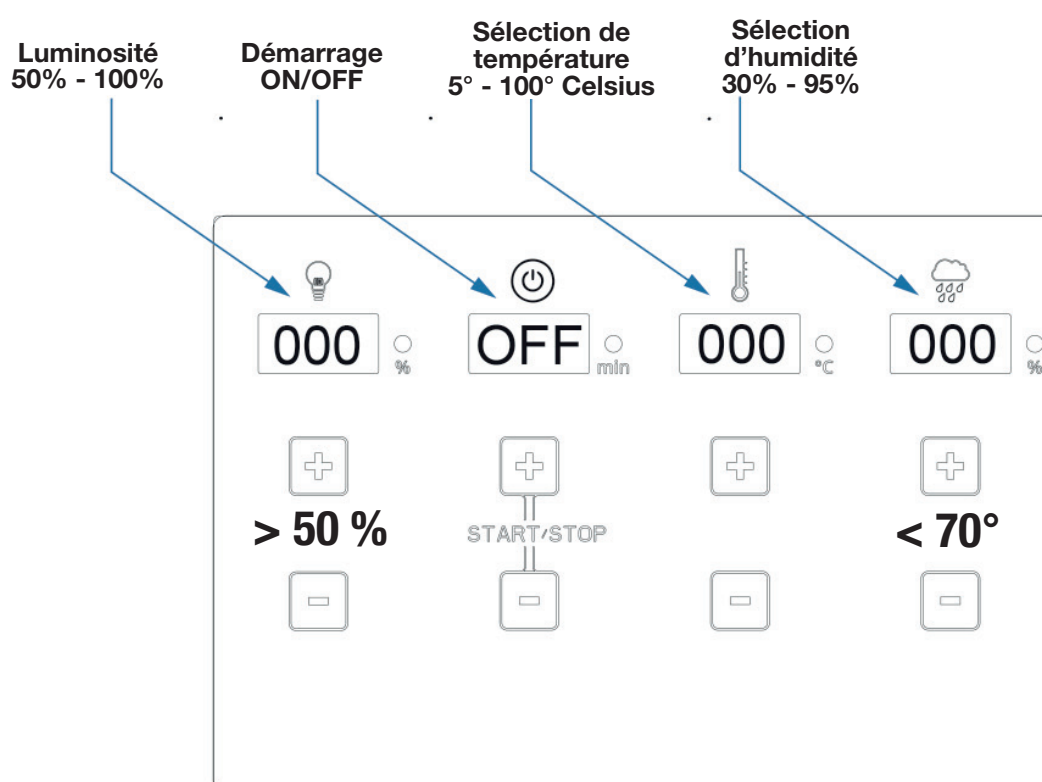 Luminosité
50% - 100%
Démarrage
ON/OFF
Sélection de
température
5° - 100° Celsius
Sélection
d’humidité
30% - 95%
000
%
OFF
min
000
°C
000
%
> 50 %
START/STOP
< 70°